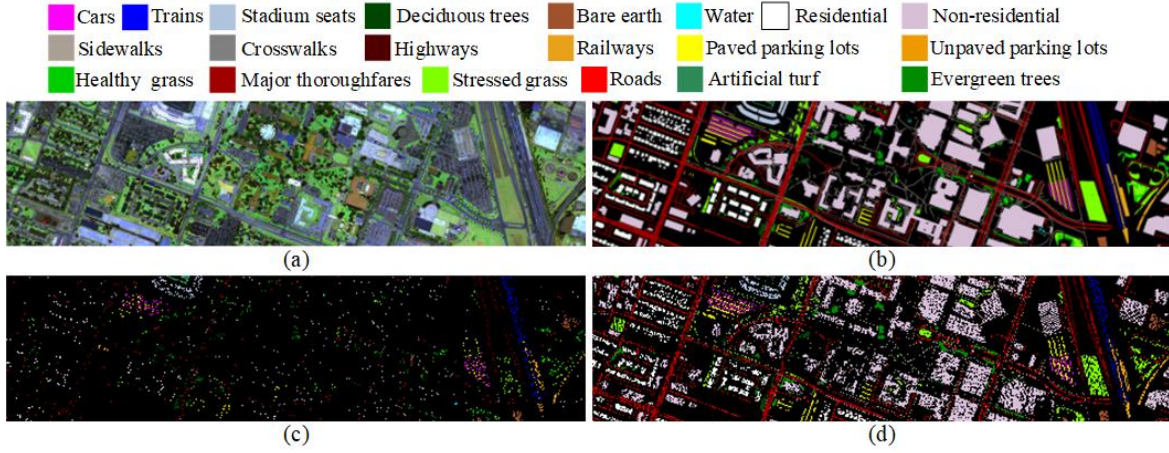 Cars Trains Stadium seats Deciduous trees Bare earth Water Residential Non-residential
Sidewalks Crosswalks Highways Railways Paved parking lots Unpaved parking lots
Healthy grass Major thoroughfares Stressed grass Roads Artificial turf Evergreen trees
(a) (b)
(c) (d)